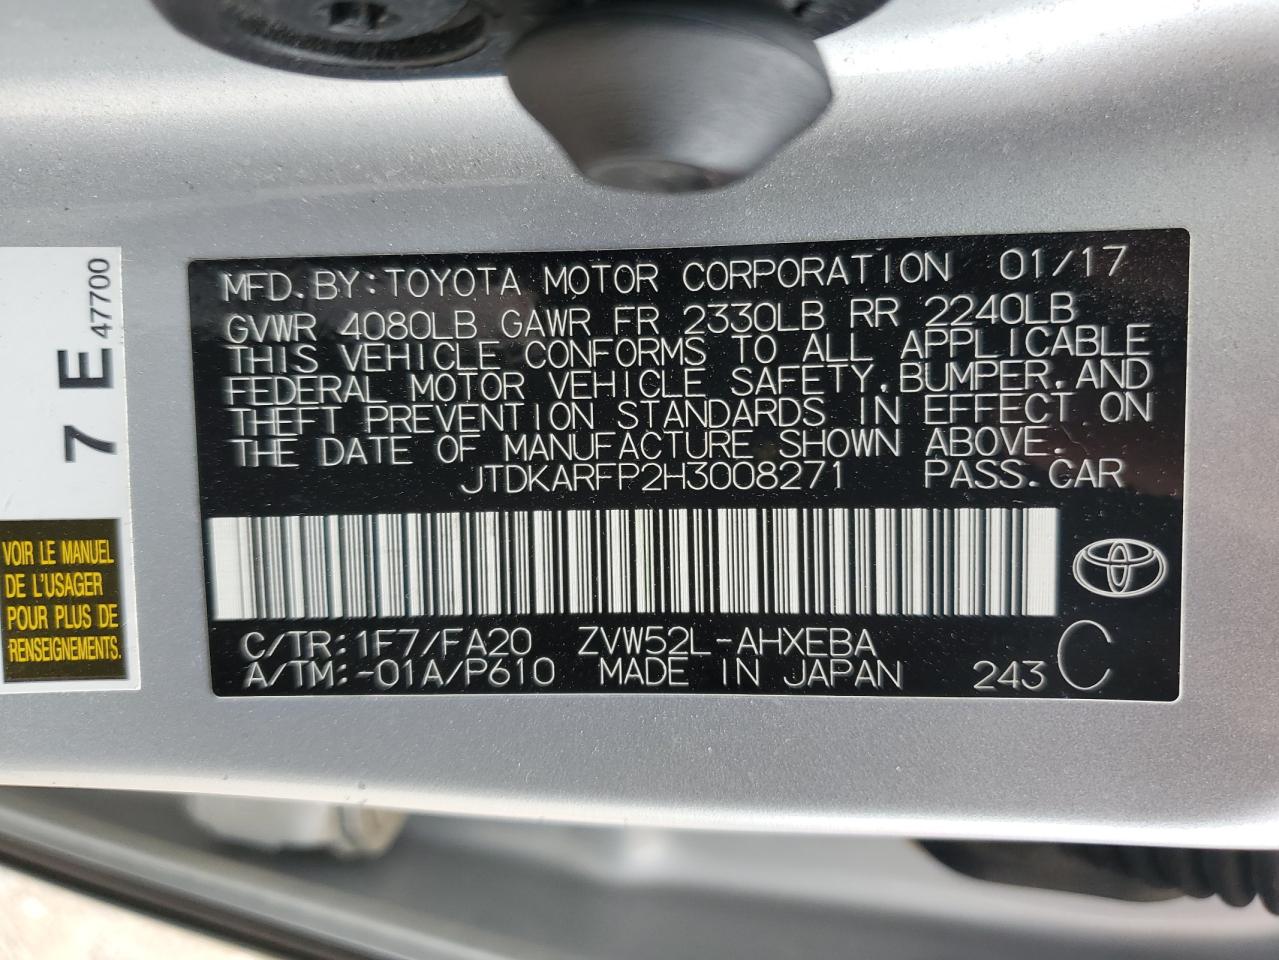 MFD. BY: TOYOTA MOTOR CORPORATION 01/17
GVWR 4080LB GAWR FR 2330LB RR 2240LB
THIS VEHICLE CONFORMS TO ALL APPLICABLE
FEDERAL MOTOR VEHICLE SAFETY, BUMPER, AND
THEFT PREVENTION STANDARDS IN EFFECT ON
THE DATE OF MANUFACTURE SHOWN ABOVE.
JTDKARFP2H3008271 PASS. CAR
C/TR: 1F7/FA20 ZVW52L-AHXEBA
A/TM: -01A/P610 MADE IN JAPAN 243 C
7 E 47700
VOIR LE MANUEL
DE L'USAGER
POUR PLUS DE
RENSEIGNEMENTS.